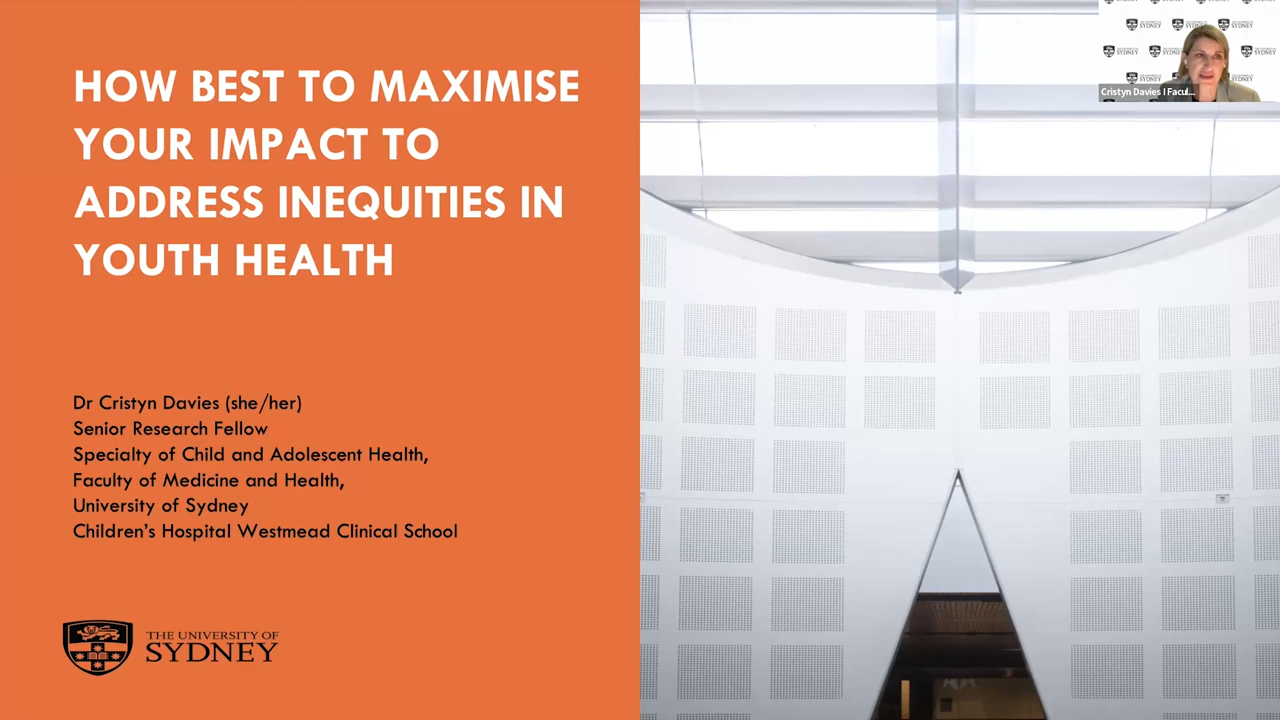 HOW BEST TO MAXIMISE
YOUR IMPACT TO
ADDRESS INEQUITIES IN
YOUTH HEALTH
Dr Cristyn Davies (she/her)
Senior Research Fellow
Specialty of Child and Adolescent Health,
Faculty of Medicine and Health,
University of Sydney
Children's Hospital Westmead Clinical School
THE UNIVERSITY OF
SYDNEY
Cristyn Davies I Facul...